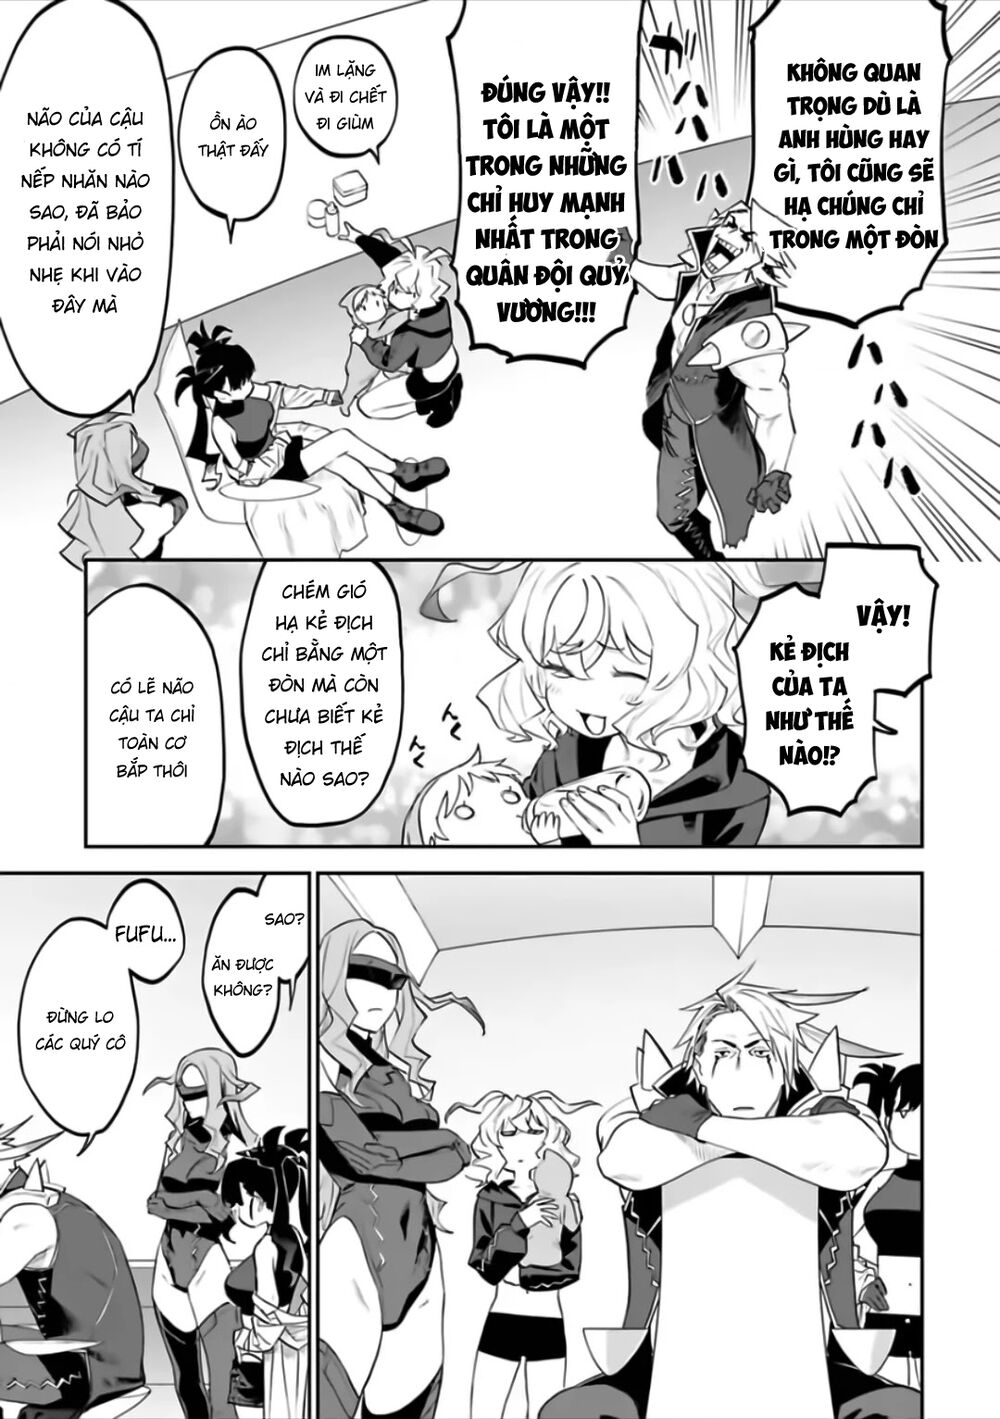 KHÔNG QUAN
TRỌNG DÙ LÀ
ANH HÙNG HAY
GÌ, TÔI CŨNG SẼ
HẠ CHÚNG CHỈ
TRONG MỘT ĐÒN
ĐÚNG VẬY!!
TÔI LÀ MỘT
TRONG NHỮNG
CHỈ HUY MẠNH
NHẤT TRONG
QUÂN ĐỘI QUỶ
VƯƠNG!!!
IM LẶNG
VÀ ĐI CHẾT
ĐI GIÙM
ỒN ÀO
THẬT ĐẤY
NÃO CỦA CẬU
KHÔNG CÓ TÍ
NẾP NHĂN NÀO
SAO, ĐÃ BẢO
PHẢI NÓI NHỎ
NHẸ KHI VÀO
ĐÂY MÀ
VẬY!
KẺ ĐỊCH
CỦA TA
NHƯ THẾ
NÀO!?
CHÉM GIÓ
HẠ KẺ ĐỊCH
CHỈ BẰNG MỘT
ĐÒN MÀ CÒN
CHƯA BIẾT KẺ
ĐỊCH THẾ
NÀO SAO?
CÓ LẼ NÃO
CẬU TA CHỈ
TOÀN CƠ
BẮP THÔI
SAO?
ĂN ĐƯỢC
KHÔNG?
FUFU...
ĐỪNG LO
CÁC QUÝ CÔ